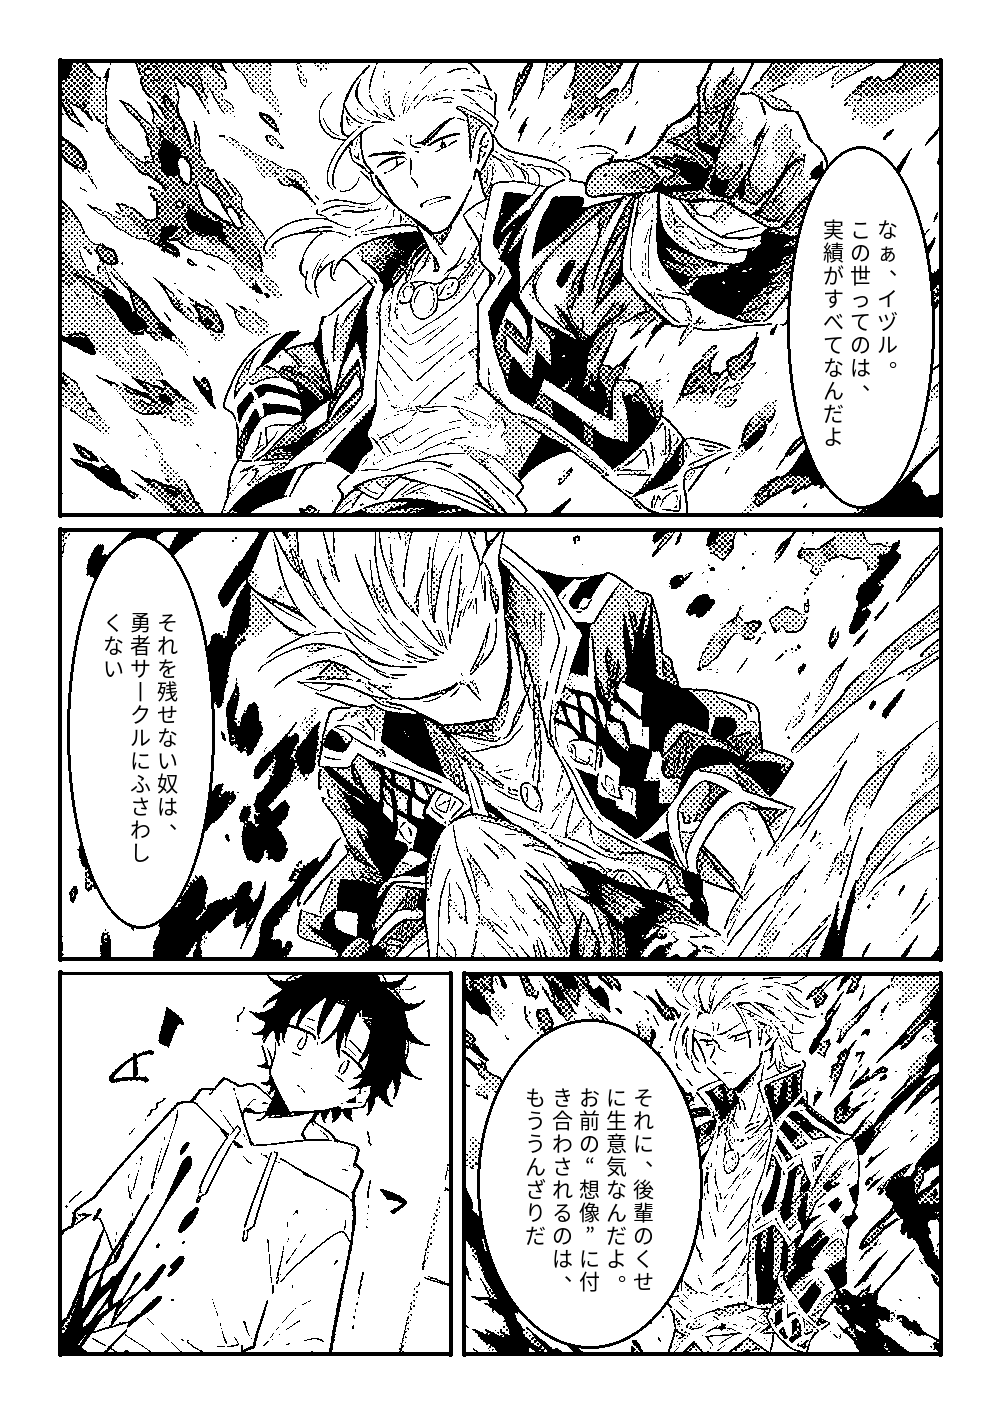 なぁ、イヅル。
この世ってのは、
実績がすべてなんだよ
それを残せない奴は、
勇者サークルにふさわし
くない
それに、後輩のくせ
に生意気なんだよ。
お前の“想像”に付
き合わされるのは、
もううんざりだ